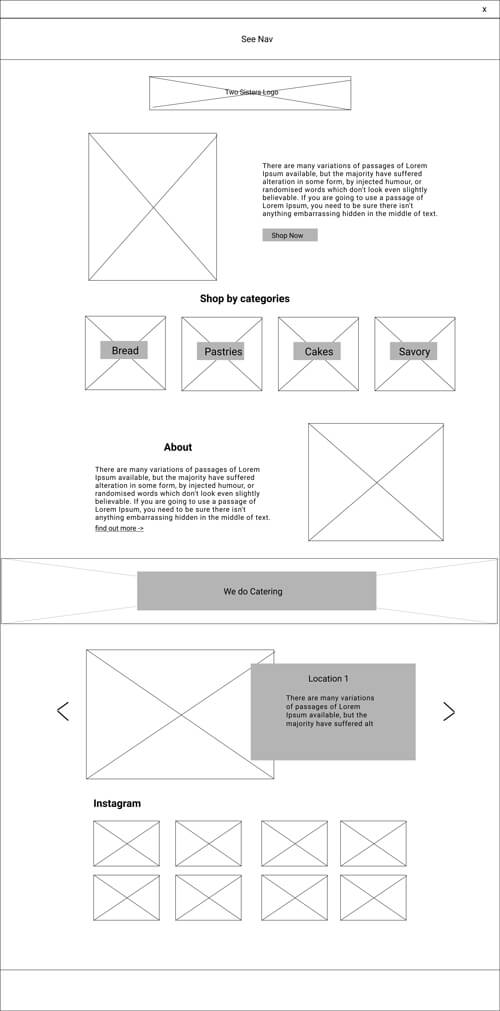 x
See Nav
Two Sisters Logo
There are many variations of passages of Lorem
Ipsum available, but the majority have suffered
alteration in some form, by injected humour, or
randomised words which don't look even slightly
believable. If you are going to use a passage of
Lorem Ipsum, you need to be sure there isn't
anything embarrassing hidden in the middle of text.
Shop Now
Shop by categories
Bread
Pastries
Cakes
Savory
About
There are many variations of passages of Lorem
Ipsum available, but the majority have suffered
alteration in some form, by injected humour, or
randomised words which don't look even slightly
believable. If you are going to use a passage of
Lorem Ipsum, you need to be sure there isn't
anything embarrassing hidden in the middle of text.
find out more ->
We do Catering
Location 1
There are many variations
of passages of Lorem
Ipsum available, but the
majority have suffered alt
Instagram